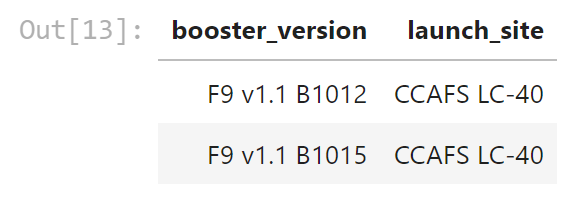 Out[13]: booster_version launch_site
F9 v1.1 B1012 CCAFS LC-40
F9 v1.1 B1015 CCAFS LC-40